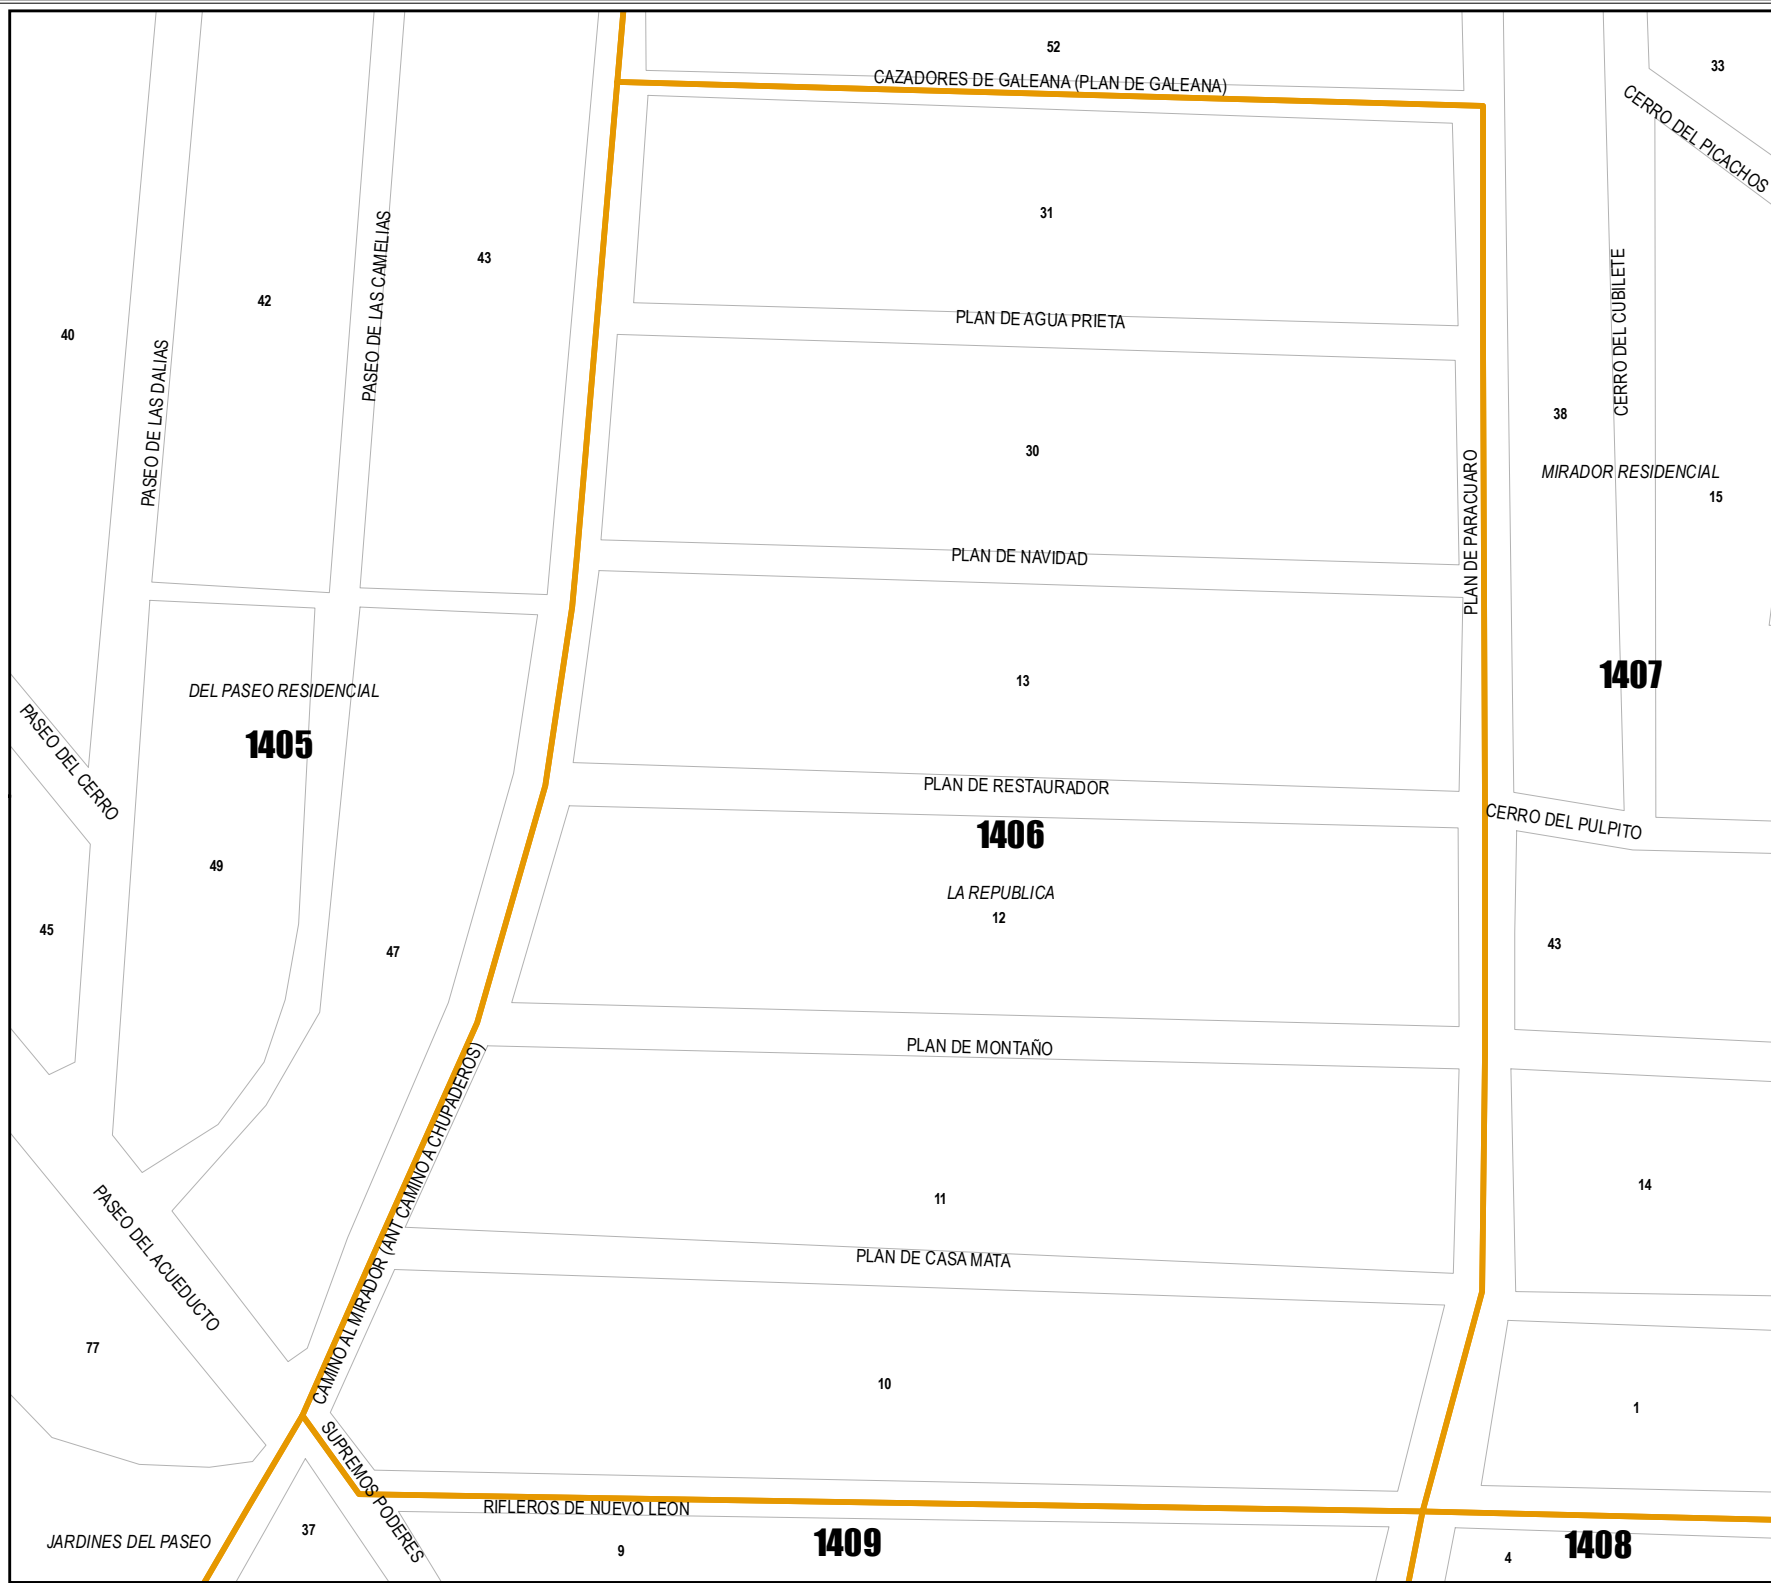 52
33
CAZADORES DE GALEANA (PLAN DE GALEANA)
CERRO DEL PICACHOS
31
43
42
40
PASEO DE LAS CAMELIAS
PASEO DE LAS DALIAS
PLAN DE AGUA PRIETA
CERRO DEL CUBILETE
38
30
MIRADOR RESIDENCIAL
15
PLAN DE PARACUARO
PLAN DE NAVIDAD
13
1407
DEL PASEO RESIDENCIAL
1405
PASEO DEL CERRO
PLAN DE RESTAURADOR
CERRO DEL PULPITO
1406
49
LA REPUBLICA
12
45
43
47
PLAN DE MONTAÑO
CAMINO AL MIRADOR (ANT CAMINO A CHUPADEROS)
11
14
PASEO DEL ACUEDUCTO
PLAN DE CASA MATA
77
10
1
SUPREMOS PODERES
RIFLEROS DE NUEVO LEON
JARDINES DEL PASEO
37
9
1409
4
1408